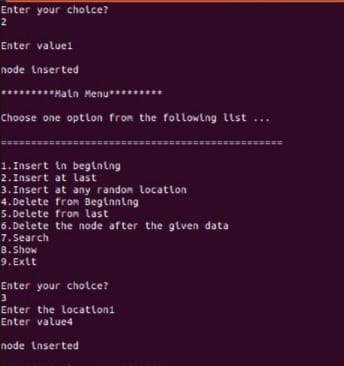 Enter your choice?
2
Enter value1
node inserted
*********Main Menu*********
Choose one option from the following list ...
===============================================
1.Insert in begining
2.Insert at last
3.Insert at any random location
4.Delete from Beginning
5.Delete from last
6.Delete the node after the given data
7.Search
8.Show
9.Exit
Enter your choice?
3
Enter the location1
Enter value4
node inserted